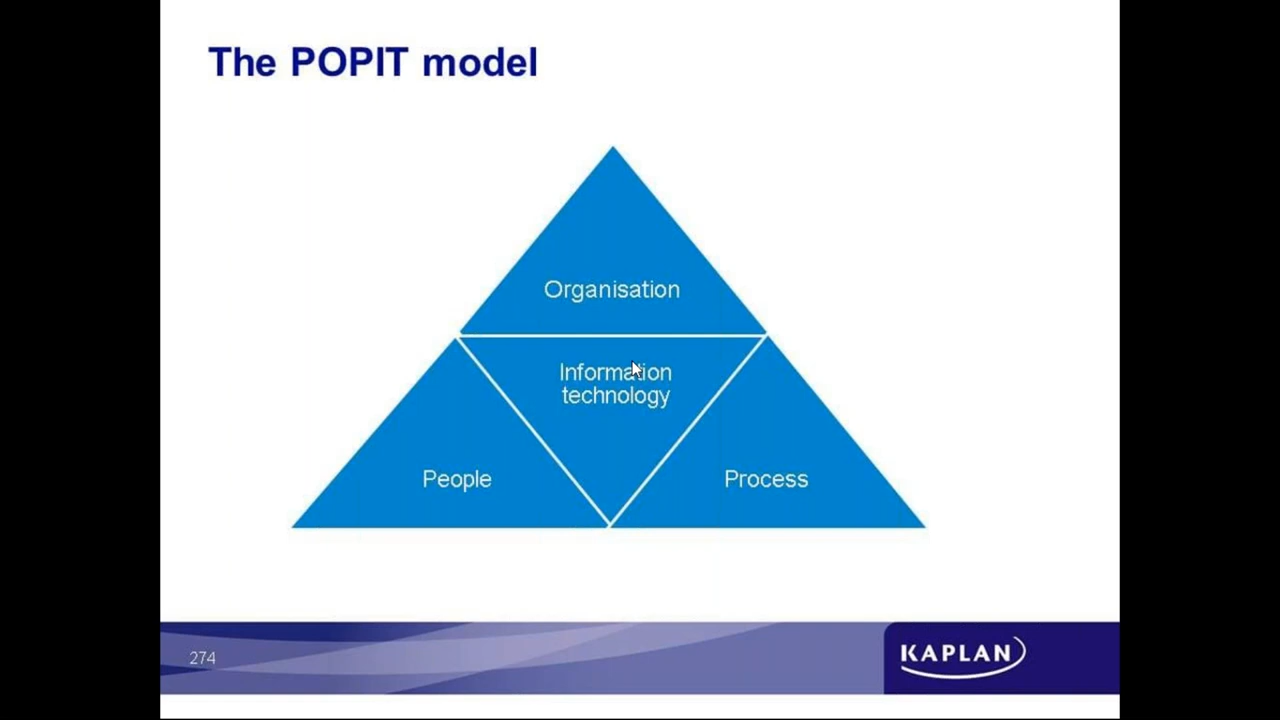 The POPIT model
Organisation
Information
technology
People
Process
274
KAPLAN